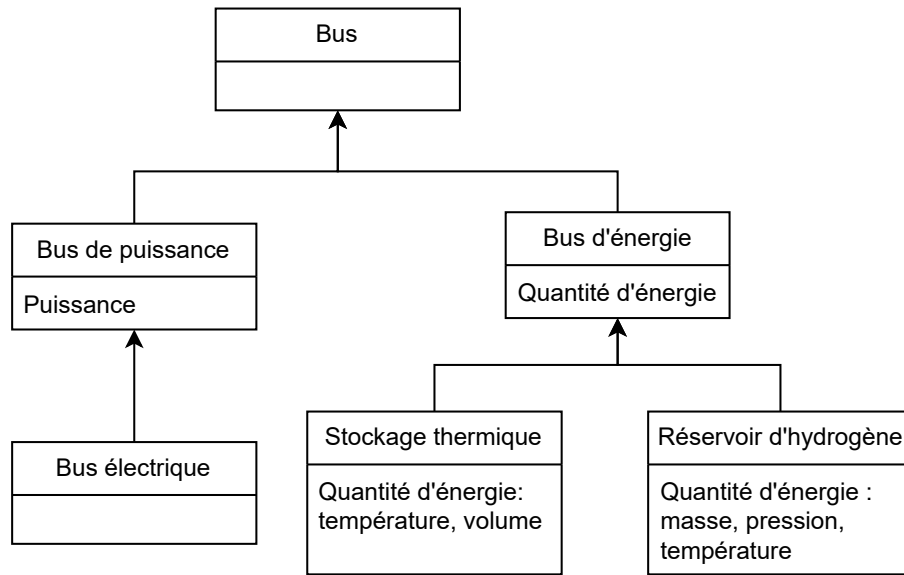 Bus
Bus de puissance
Puissance
Bus d'énergie
Quantité d'énergie
Bus électrique
Stockage thermique
Quantité d'énergie:
température, volume
Réservoir d'hydrogène
Quantité d'énergie :
masse, pression,
température